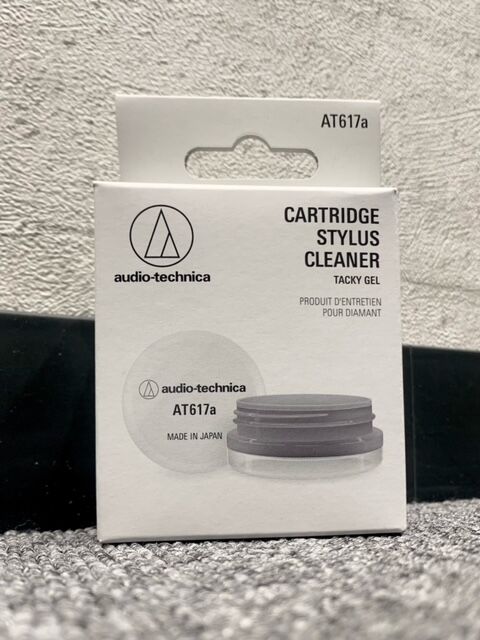 AT617a
audio-technica
CARTRIDGE
STYLUS
CLEANER
TACKY GEL
PRODUIT D'ENTRETIEN
POUR DIAMANT
audio-technica
AT617a
MADE IN JAPAN